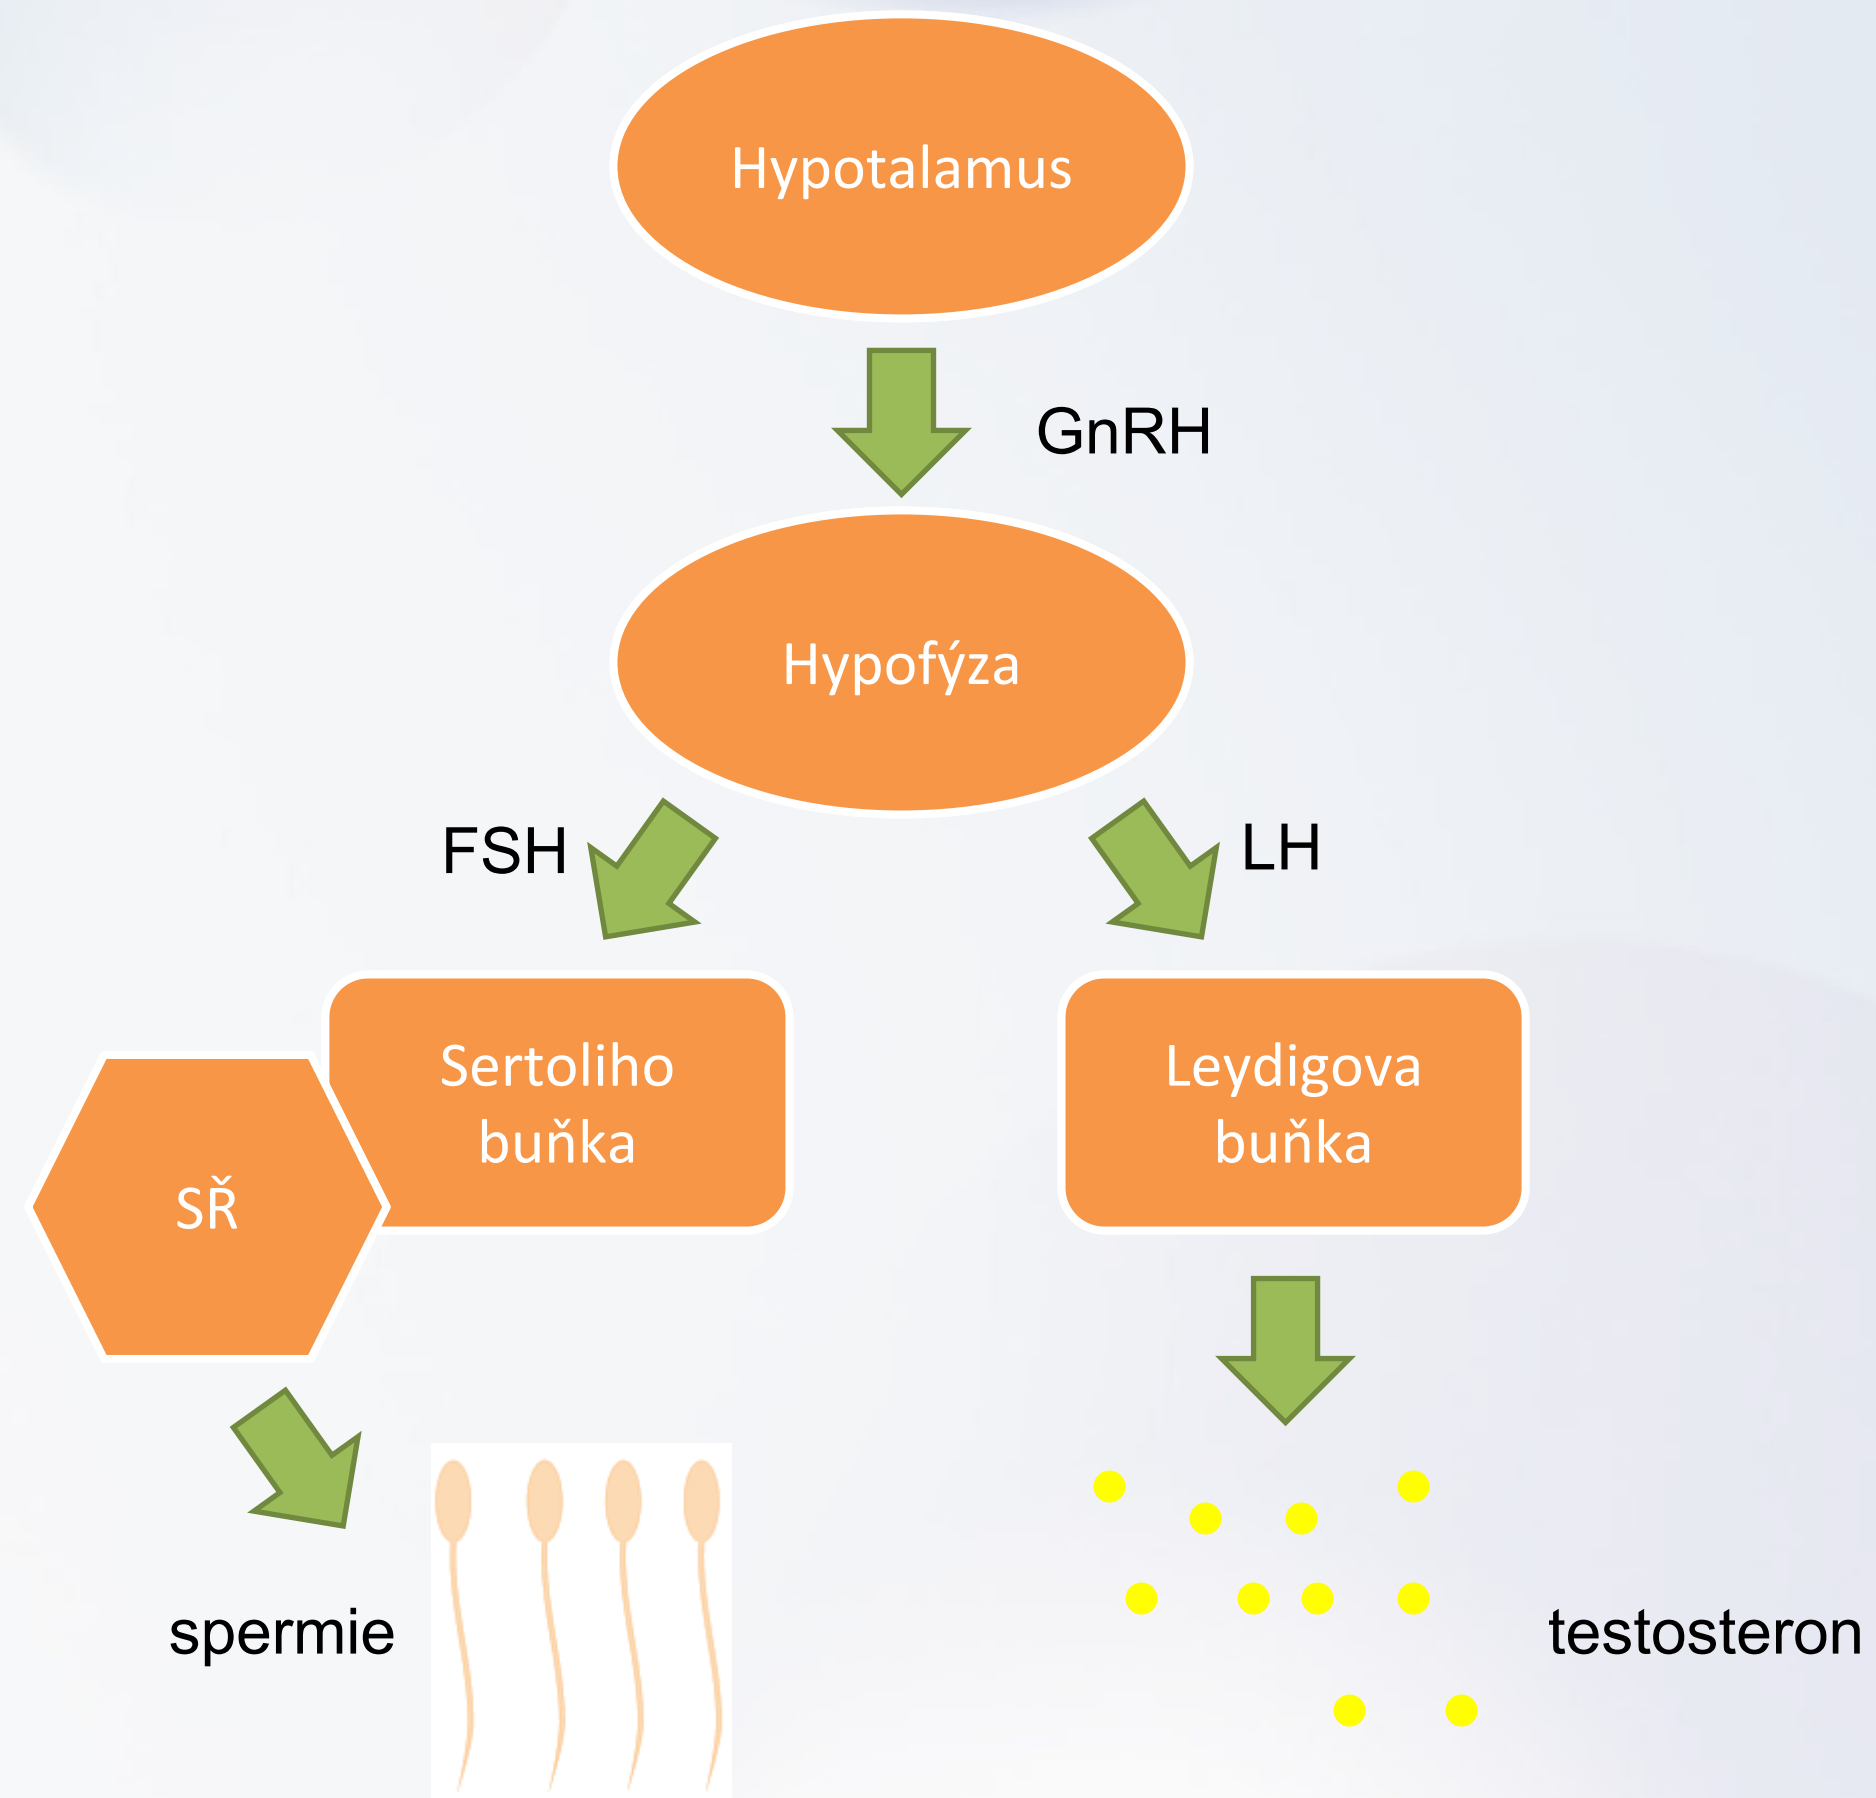 Hypotalamus
GnRH
Hypofýza
FSH
LH
Sertoliho
buňka
Leydigova
buňka
SŘ
spermie
testosteron